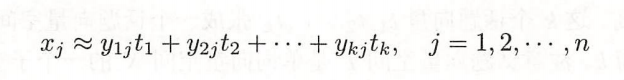 x_j ≈ y_{1j}t_1 + y_{2j}t_2 + ⋯ + y_{kj}t_k, j = 1, 2, ⋯, n